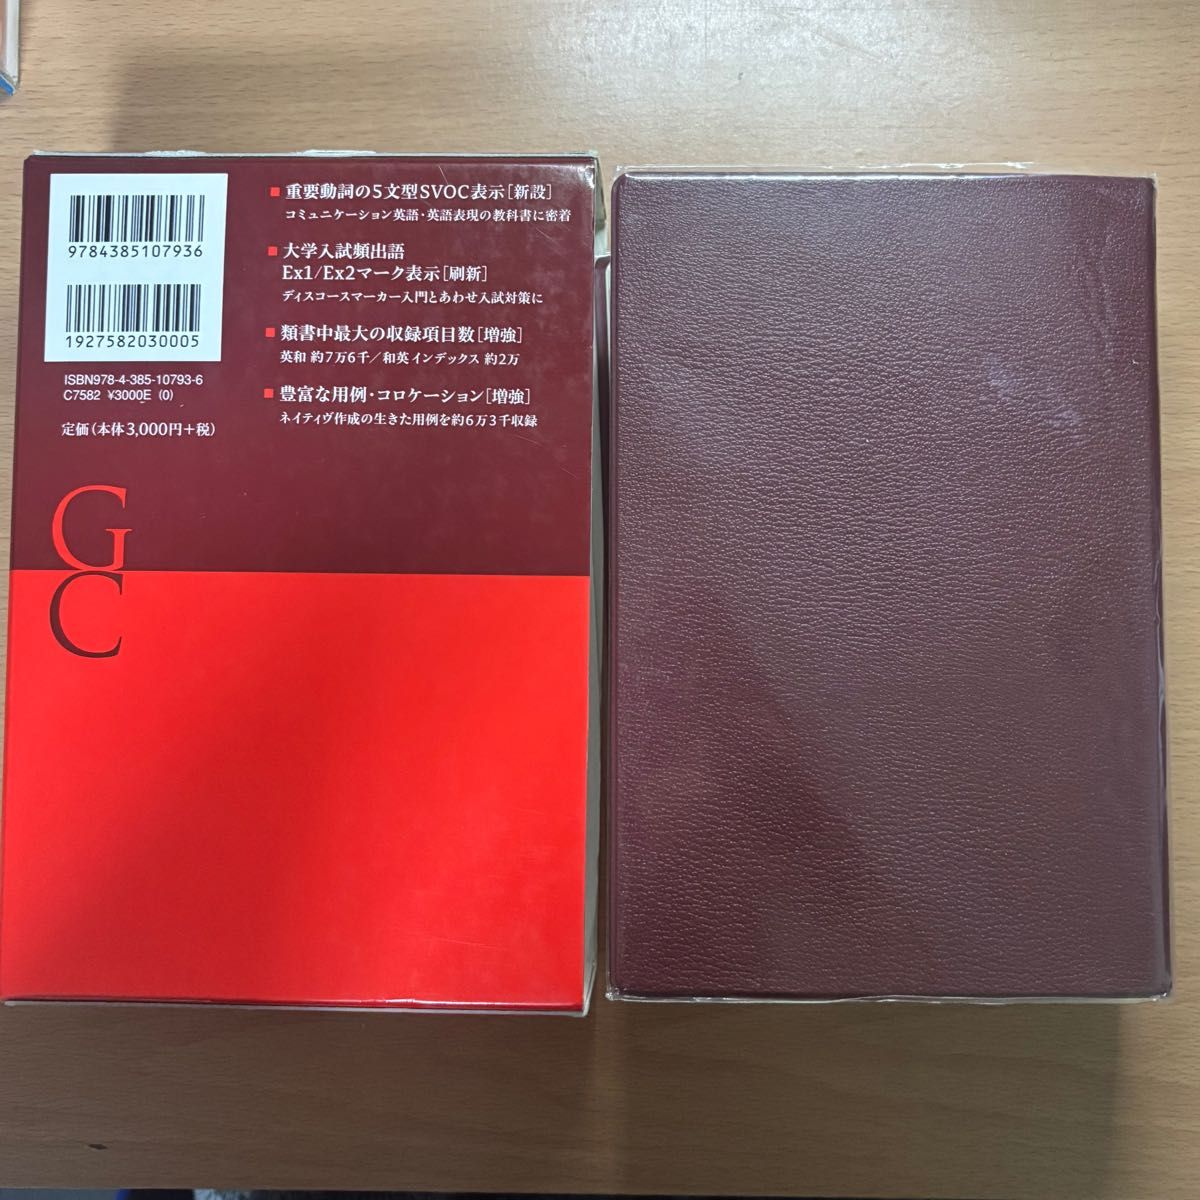 9784385107936
1927582030005
ISBN978-4-385-10793-6
C7582 ¥3000E (0)
定価(本体3,000円+税)
■ 重要動詞の5文型SVOC表示[新設]
コミュニケーション英語・英語表現の教科書に密着
■ 大学入試頻出語
Ex1/Ex2マーク表示[刷新]
ディスコースマーカー入門とあわせ入試対策に
■ 類書中最大の収録項目数[増強]
英和 約7万6千/和英インデックス 約2万
■ 豊富な用例・コロケーション[増強]
ネイティヴ作成の生きた用例を約6万3千収録
G
C